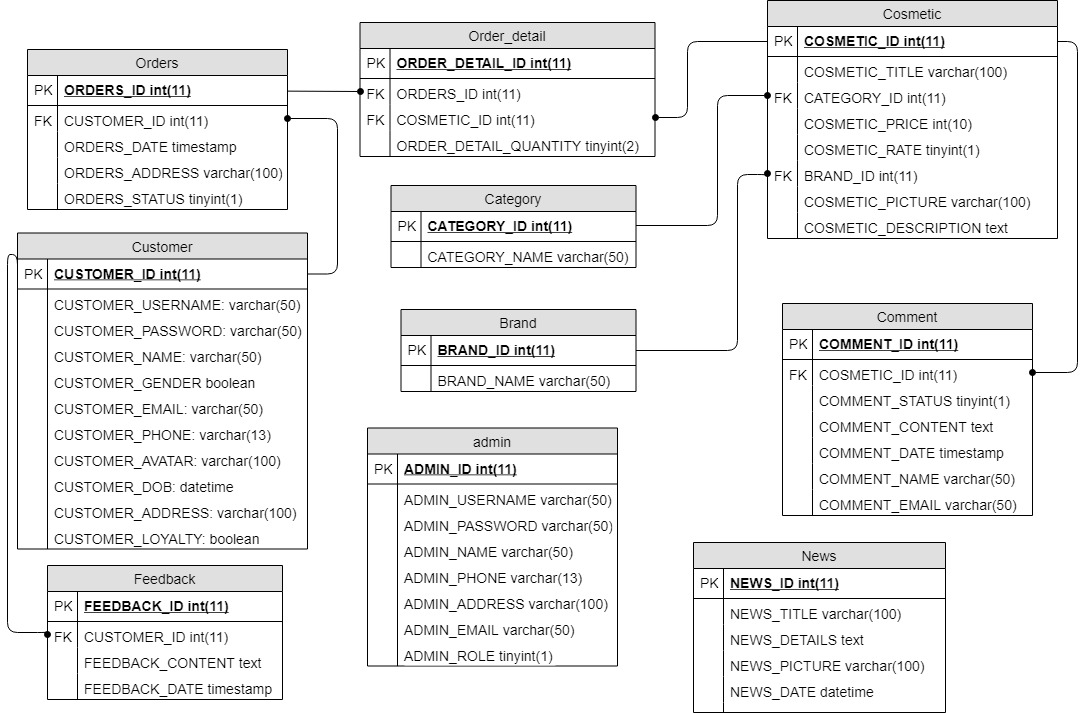 Orders
PK ORDERS_ID int(11)
FK CUSTOMER_ID int(11)
ORDERS_DATE timestamp
ORDERS_ADDRESS varchar(100)
ORDERS_STATUS tinyint(1)
Order_detail
PK ORDER_DETAIL_ID int(11)
FK ORDERS_ID int(11)
FK COSMETIC_ID int(11)
ORDER_DETAIL_QUANTITY tinyint(2)
Cosmetic
PK COSMETIC_ID int(11)
COSMETIC_TITLE varchar(100)
FK CATEGORY_ID int(11)
COSMETIC_PRICE int(10)
COSMETIC_RATE tinyint(1)
FK BRAND_ID int(11)
COSMETIC_PICTURE varchar(100)
COSMETIC_DESCRIPTION text
Category
PK CATEGORY_ID int(11)
CATEGORY_NAME varchar(50)
Customer
PK CUSTOMER_ID int(11)
CUSTOMER_USERNAME: varchar(50)
CUSTOMER_PASSWORD: varchar(50)
CUSTOMER_NAME: varchar(50)
CUSTOMER_GENDER boolean
CUSTOMER_EMAIL: varchar(50)
CUSTOMER_PHONE: varchar(13)
CUSTOMER_AVATAR: varchar(100)
CUSTOMER_DOB: datetime
CUSTOMER_ADDRESS: varchar(100)
CUSTOMER_LOYALTY: boolean
Brand
PK BRAND_ID int(11)
BRAND_NAME varchar(50)
Comment
PK COMMENT_ID int(11)
FK COSMETIC_ID int(11)
COMMENT_STATUS tinyint(1)
COMMENT_CONTENT text
COMMENT_DATE timestamp
COMMENT_NAME varchar(50)
COMMENT_EMAIL varchar(50)
admin
PK ADMIN_ID int(11)
ADMIN_USERNAME varchar(50)
ADMIN_PASSWORD varchar(50)
ADMIN_NAME varchar(50)
ADMIN_PHONE varchar(13)
ADMIN_ADDRESS varchar(100)
ADMIN_EMAIL varchar(50)
ADMIN_ROLE tinyint(1)
Feedback
PK FEEDBACK_ID int(11)
FK CUSTOMER_ID int(11)
FEEDBACK_CONTENT text
FEEDBACK_DATE timestamp
News
PK NEWS_ID int(11)
NEWS_TITLE varchar(100)
NEWS_DETAILS text
NEWS_PICTURE varchar(100)
NEWS_DATE datetime